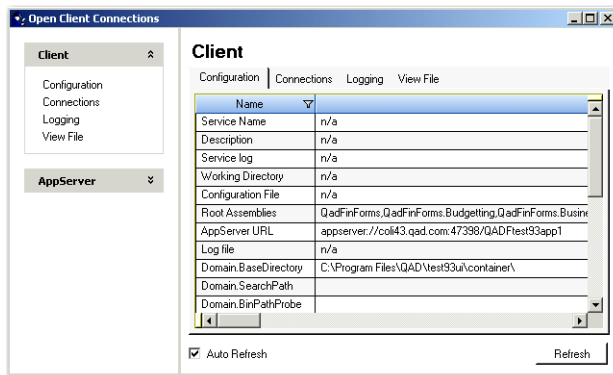 Open Client Connections
Client
Configuration
Connections
Logging
View File
AppServer
Client
Configuration Connections Logging View File
Name
Service Name n/a
Description n/a
Service log n/a
Working Directory n/a
Configuration File n/a
Root Assemblies QadFinForms,QadFinForms.Budgetting,QadFinForms.Busine
AppServer URL appserver://coli43.qad.com:47398/QADFtest93app1
Log file n/a
Domain.BaseDirectory C:\Program Files\QAD\test93ui\container\
Domain.SearchPath
Domain.BinPathProbe
Auto Refresh Refresh